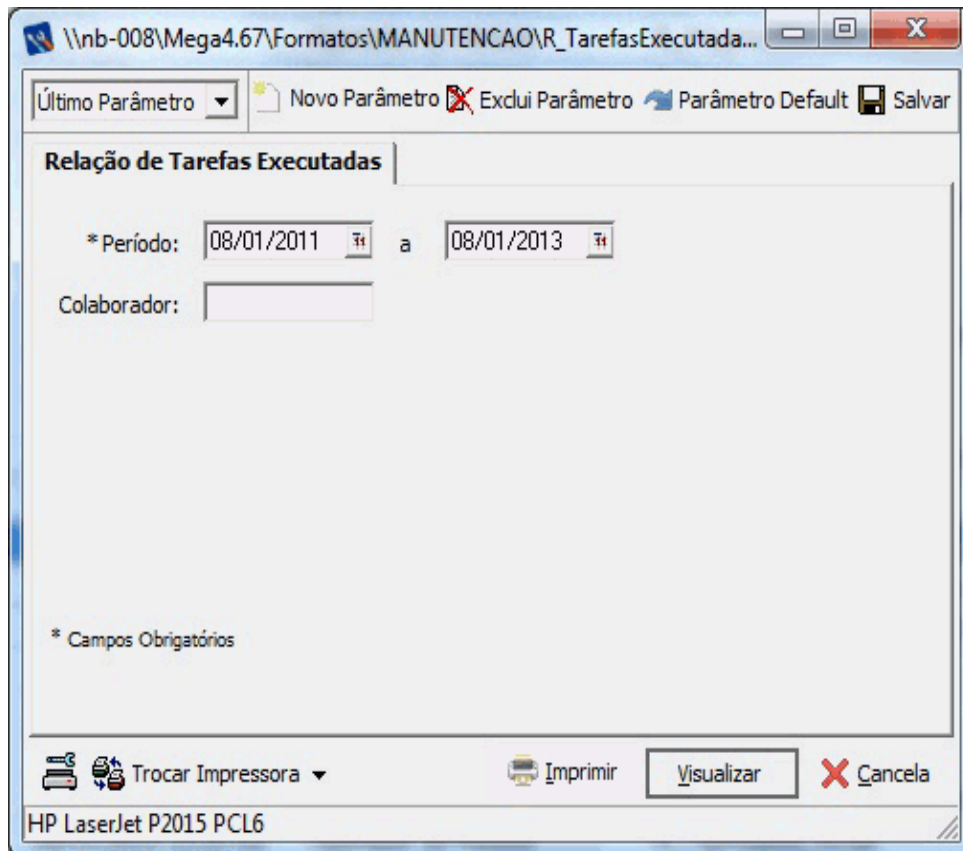 \\nb-008\Mega4.67\Formatos\MANUTENCAO\R_TarefasExecutada...
Último Parâmetro Novo Parâmetro Exclui Parâmetro Parâmetro Default Salvar
Relação de Tarefas Executadas
* Período: 08/01/2011 a 08/01/2013
Colaborador:
* Campos Obrigatórios
Trocar Impressora Imprimir Visualizar Cancela
HP LaserJet P2015 PCL6